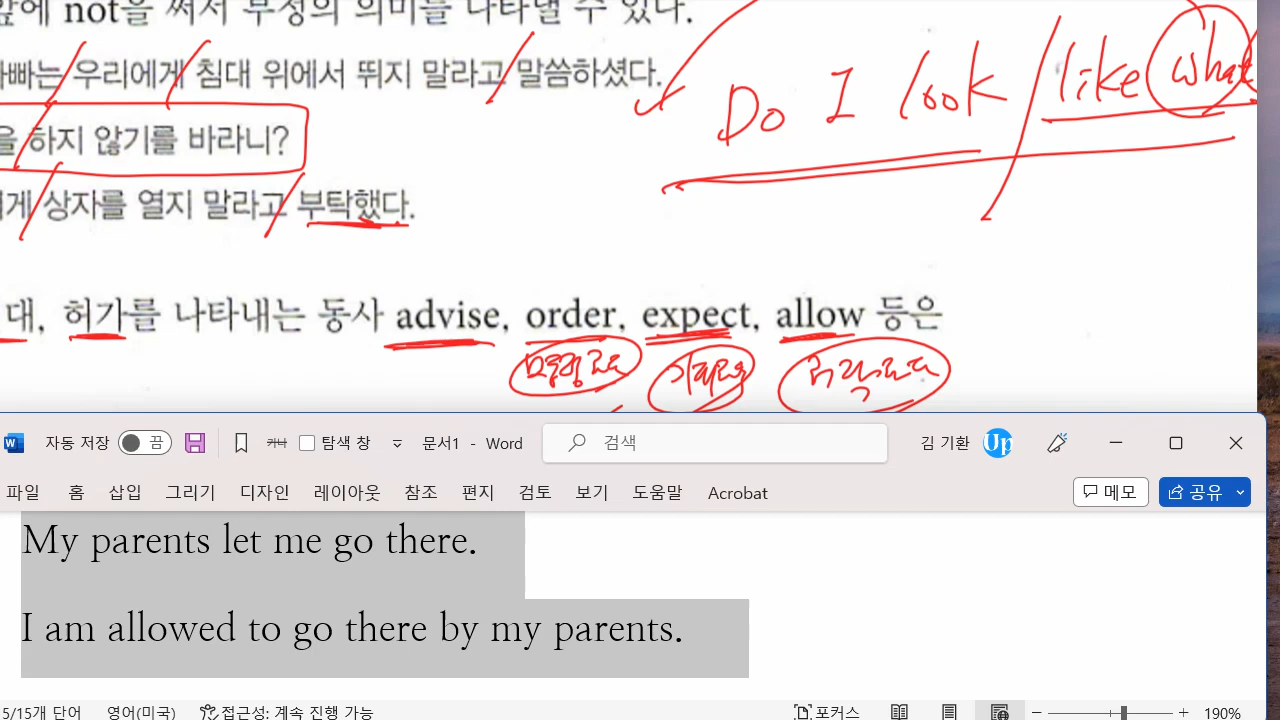 앞에 not을 써서 부정의 의미를 나타낼 수 있다.
아빠는 우리에게 침대 위에서 뛰지 말라고 말씀하셨다.
Do I look like what
을 하지 않기를 바라니?
에게 상자를 열지 말라고 부탁했다.
대, 허가를 나타내는 동사 advise, order, expect, allow 등은
자동 저장 끔 가나 탐색 창 문서1 - Word 검색 김 기환 Up
파일 홈 삽입 그리기 디자인 레이아웃 참조 편지 검토 보기 도움말 Acrobat 메모 공유
My parents let me go there.
I am allowed to go there by my parents.
5/15개 단어 영어(미국) 접근성: 계속 진행 가능 포커스 190%